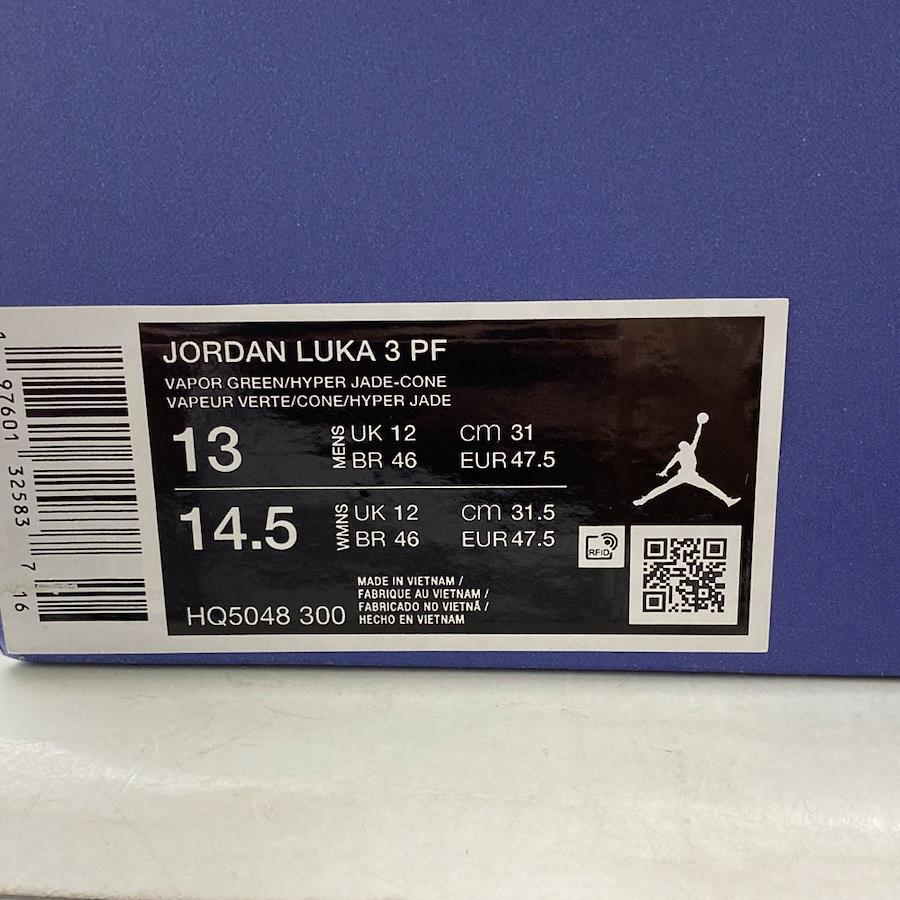 1 97601 32583 7 16
JORDAN LUKA 3 PF
VAPOR GREEN/HYPER JADE-CONE
VAPEUR VERTE/CONE/HYPER JADE
13
MENS
UK 12 cm 31
BR 46 EUR 47.5
14.5
WMNS
UK 12 cm 31.5
BR 46 EUR 47.5
RFID
HQ5048 300
MADE IN VIETNAM /
FABRIQUE AU VIETNAM /
FABRICADO NO VIETNÃ /
HECHO EN VIETNAM